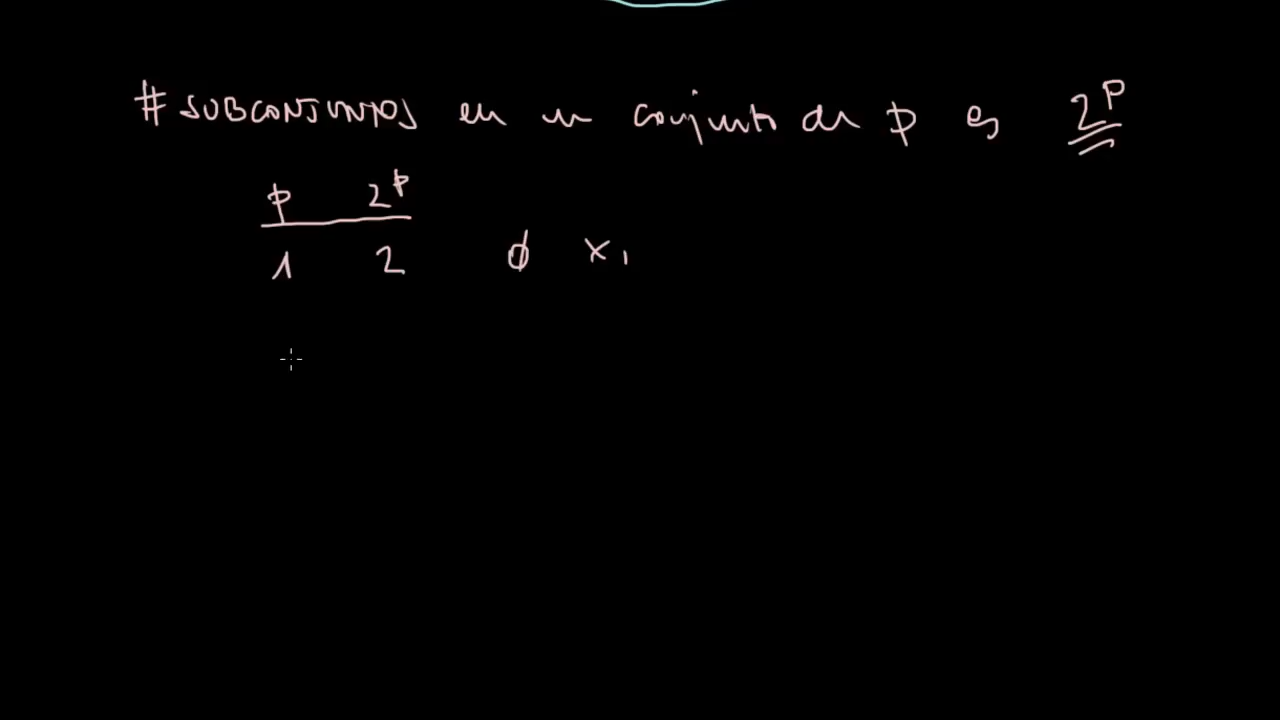 # SUBCONJUNTOS en un conjunto de p es 2^p
p 2^p
1 2 ∅ x₁